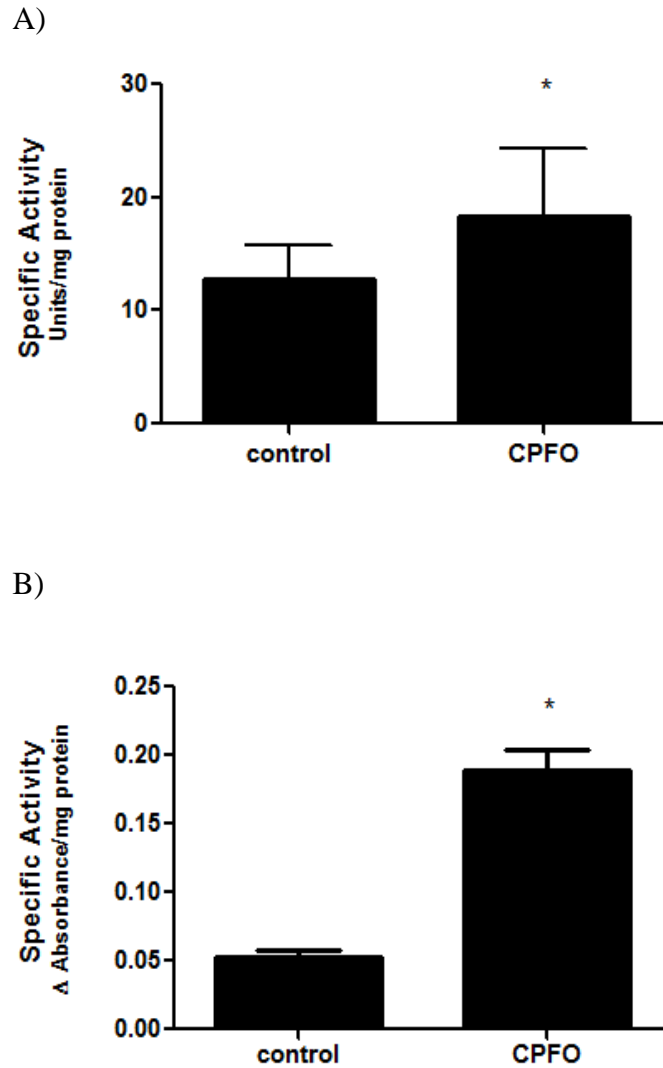 A)
30
*
20
10
0
Specific Activity
Units/mg protein
control CPFO
B)
0.25
*
0.20
0.15
0.10
0.05
0.00
Specific Activity
Δ Absorbance/mg protein
control CPFO